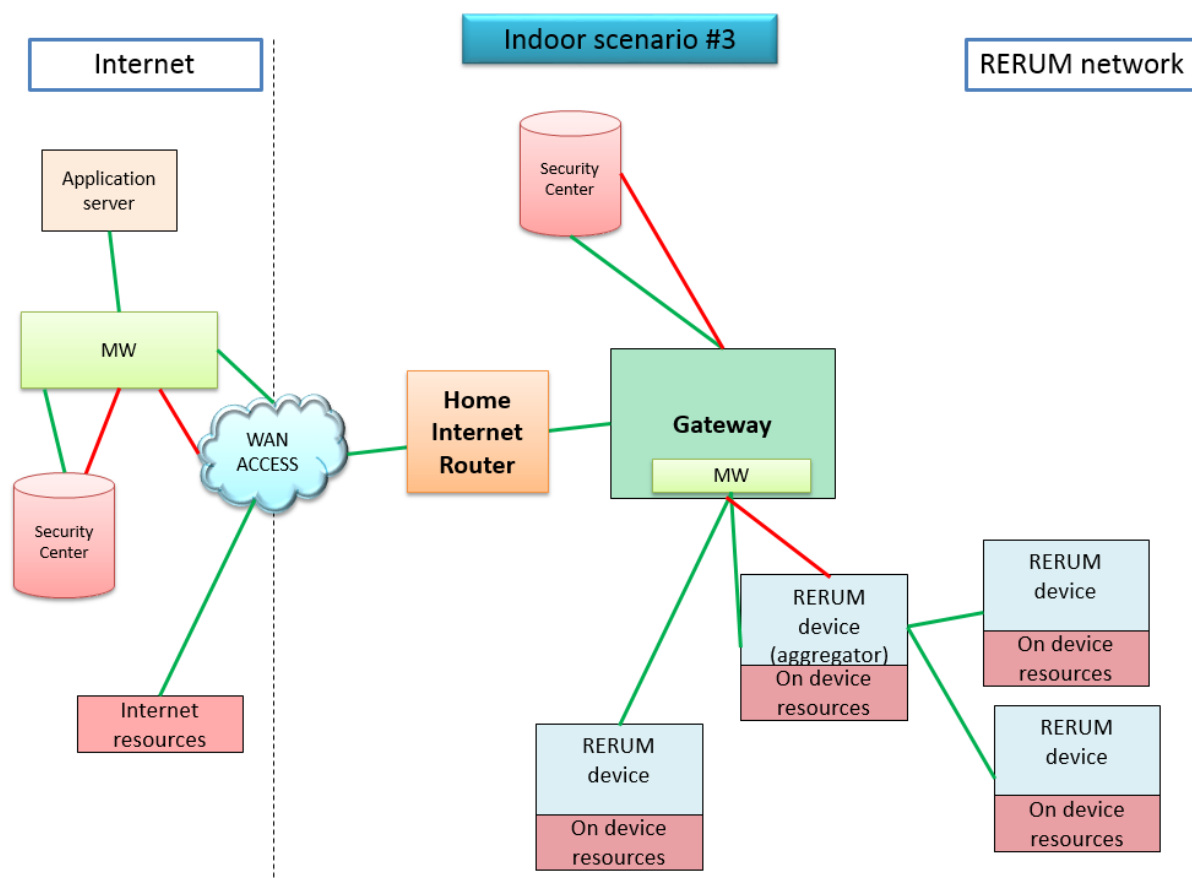 Indoor scenario #3
Internet
RERUM network
Application
server
Security
Center
MW
Home
Internet
Router
Gateway
WAN
ACCESS
MW
Security
Center
RERUM
device
(aggregator)
On device
resources
RERUM
device
On device
resources
Internet
resources
RERUM
device
On device
resources
RERUM
device
On device
resources